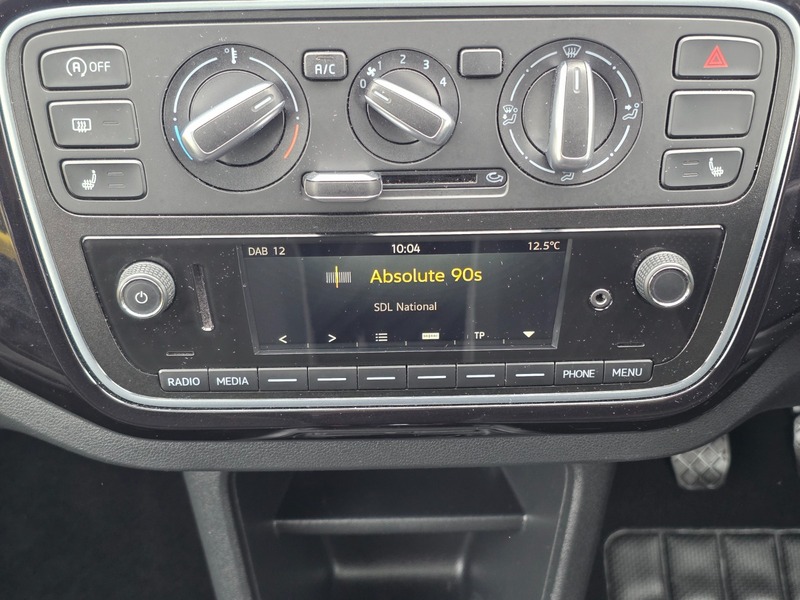 OFF
A/C
0 1 2 3 4
DAB 12 10:04 12.5°C
Absolute 90s
SDL National
< > TP
RADIO MEDIA PHONE MENU